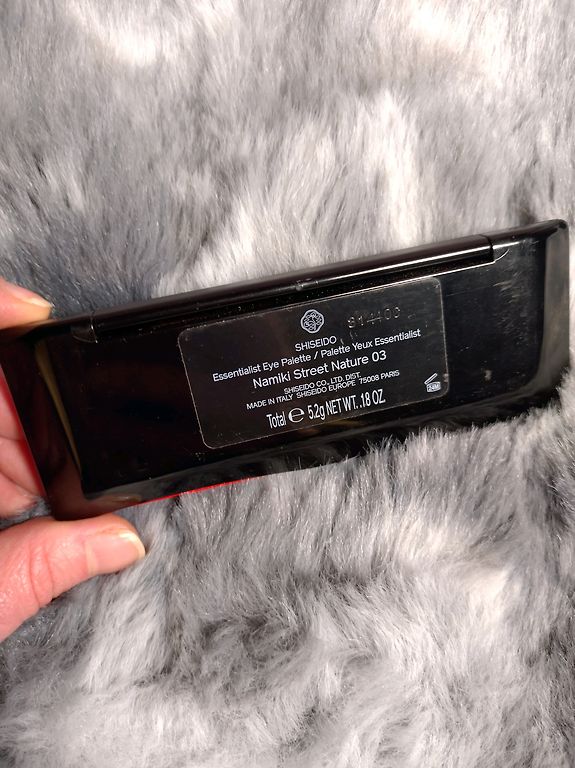 SHISEIDO
Essentialist Eye Palette / Palette Yeux Essentialist
Namiki Street Nature 03
SHISEIDO CO., LTD. DIST.
MADE IN ITALY SHISEIDO EUROPE 75008 PARIS
Total ℮ 5.2g NET WT. .18 OZ
24M